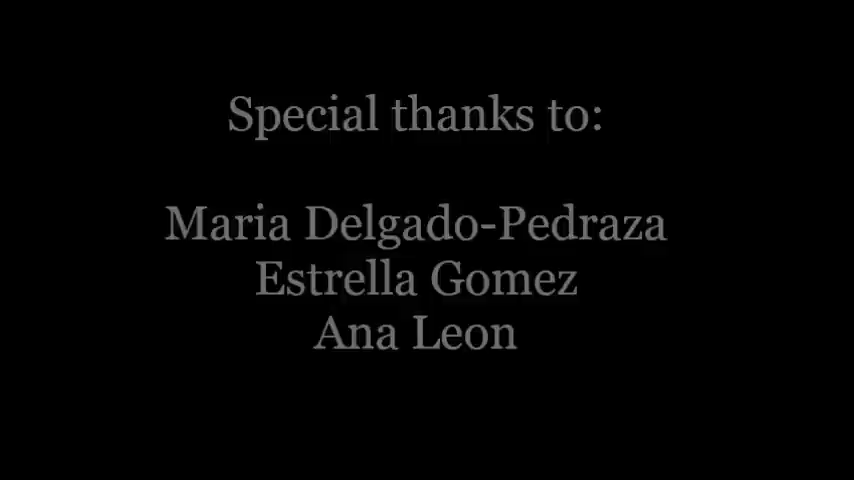 Special thanks to:
Maria Delgado-Pedraza
Estrella Gomez
Ana Leon